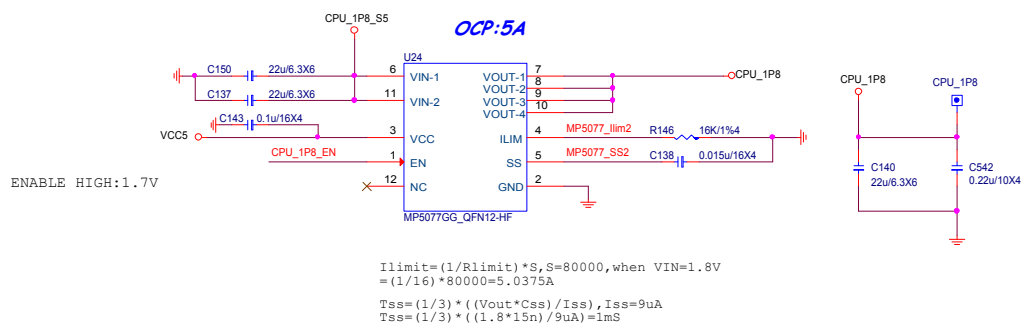 CPU_1P8_S5
OCP:5A
U24
C150 22u/6.3X6
6 VIN-1
VOUT-1 7
CPU_1P8
VOUT-2 8
C137 22u/6.3X6
11 VIN-2
VOUT-3 9
VOUT-4 10
C143 0.1u/16X4
VCC5
3 VCC
ILIM 4
MP5077_Ilim2
R146 16K/1%4
CPU_1P8_EN
1 EN
SS 5
MP5077_SS2
C138 0.015u/16X4
ENABLE HIGH:1.7V
12 NC
GND 2
MP5077GG_QFN12-HF
CPU_1P8
CPU_1P8
C140
22u/6.3X6
C542
0.22u/10X4
Ilimit=(1/Rlimit)*S,S=80000,when VIN=1.8V
=(1/16)*80000=5.0375A
Tss=(1/3)*((Vout*Css)/Iss),Iss=9uA
Tss=(1/3)*((1.8*15n)/9uA)=1mS